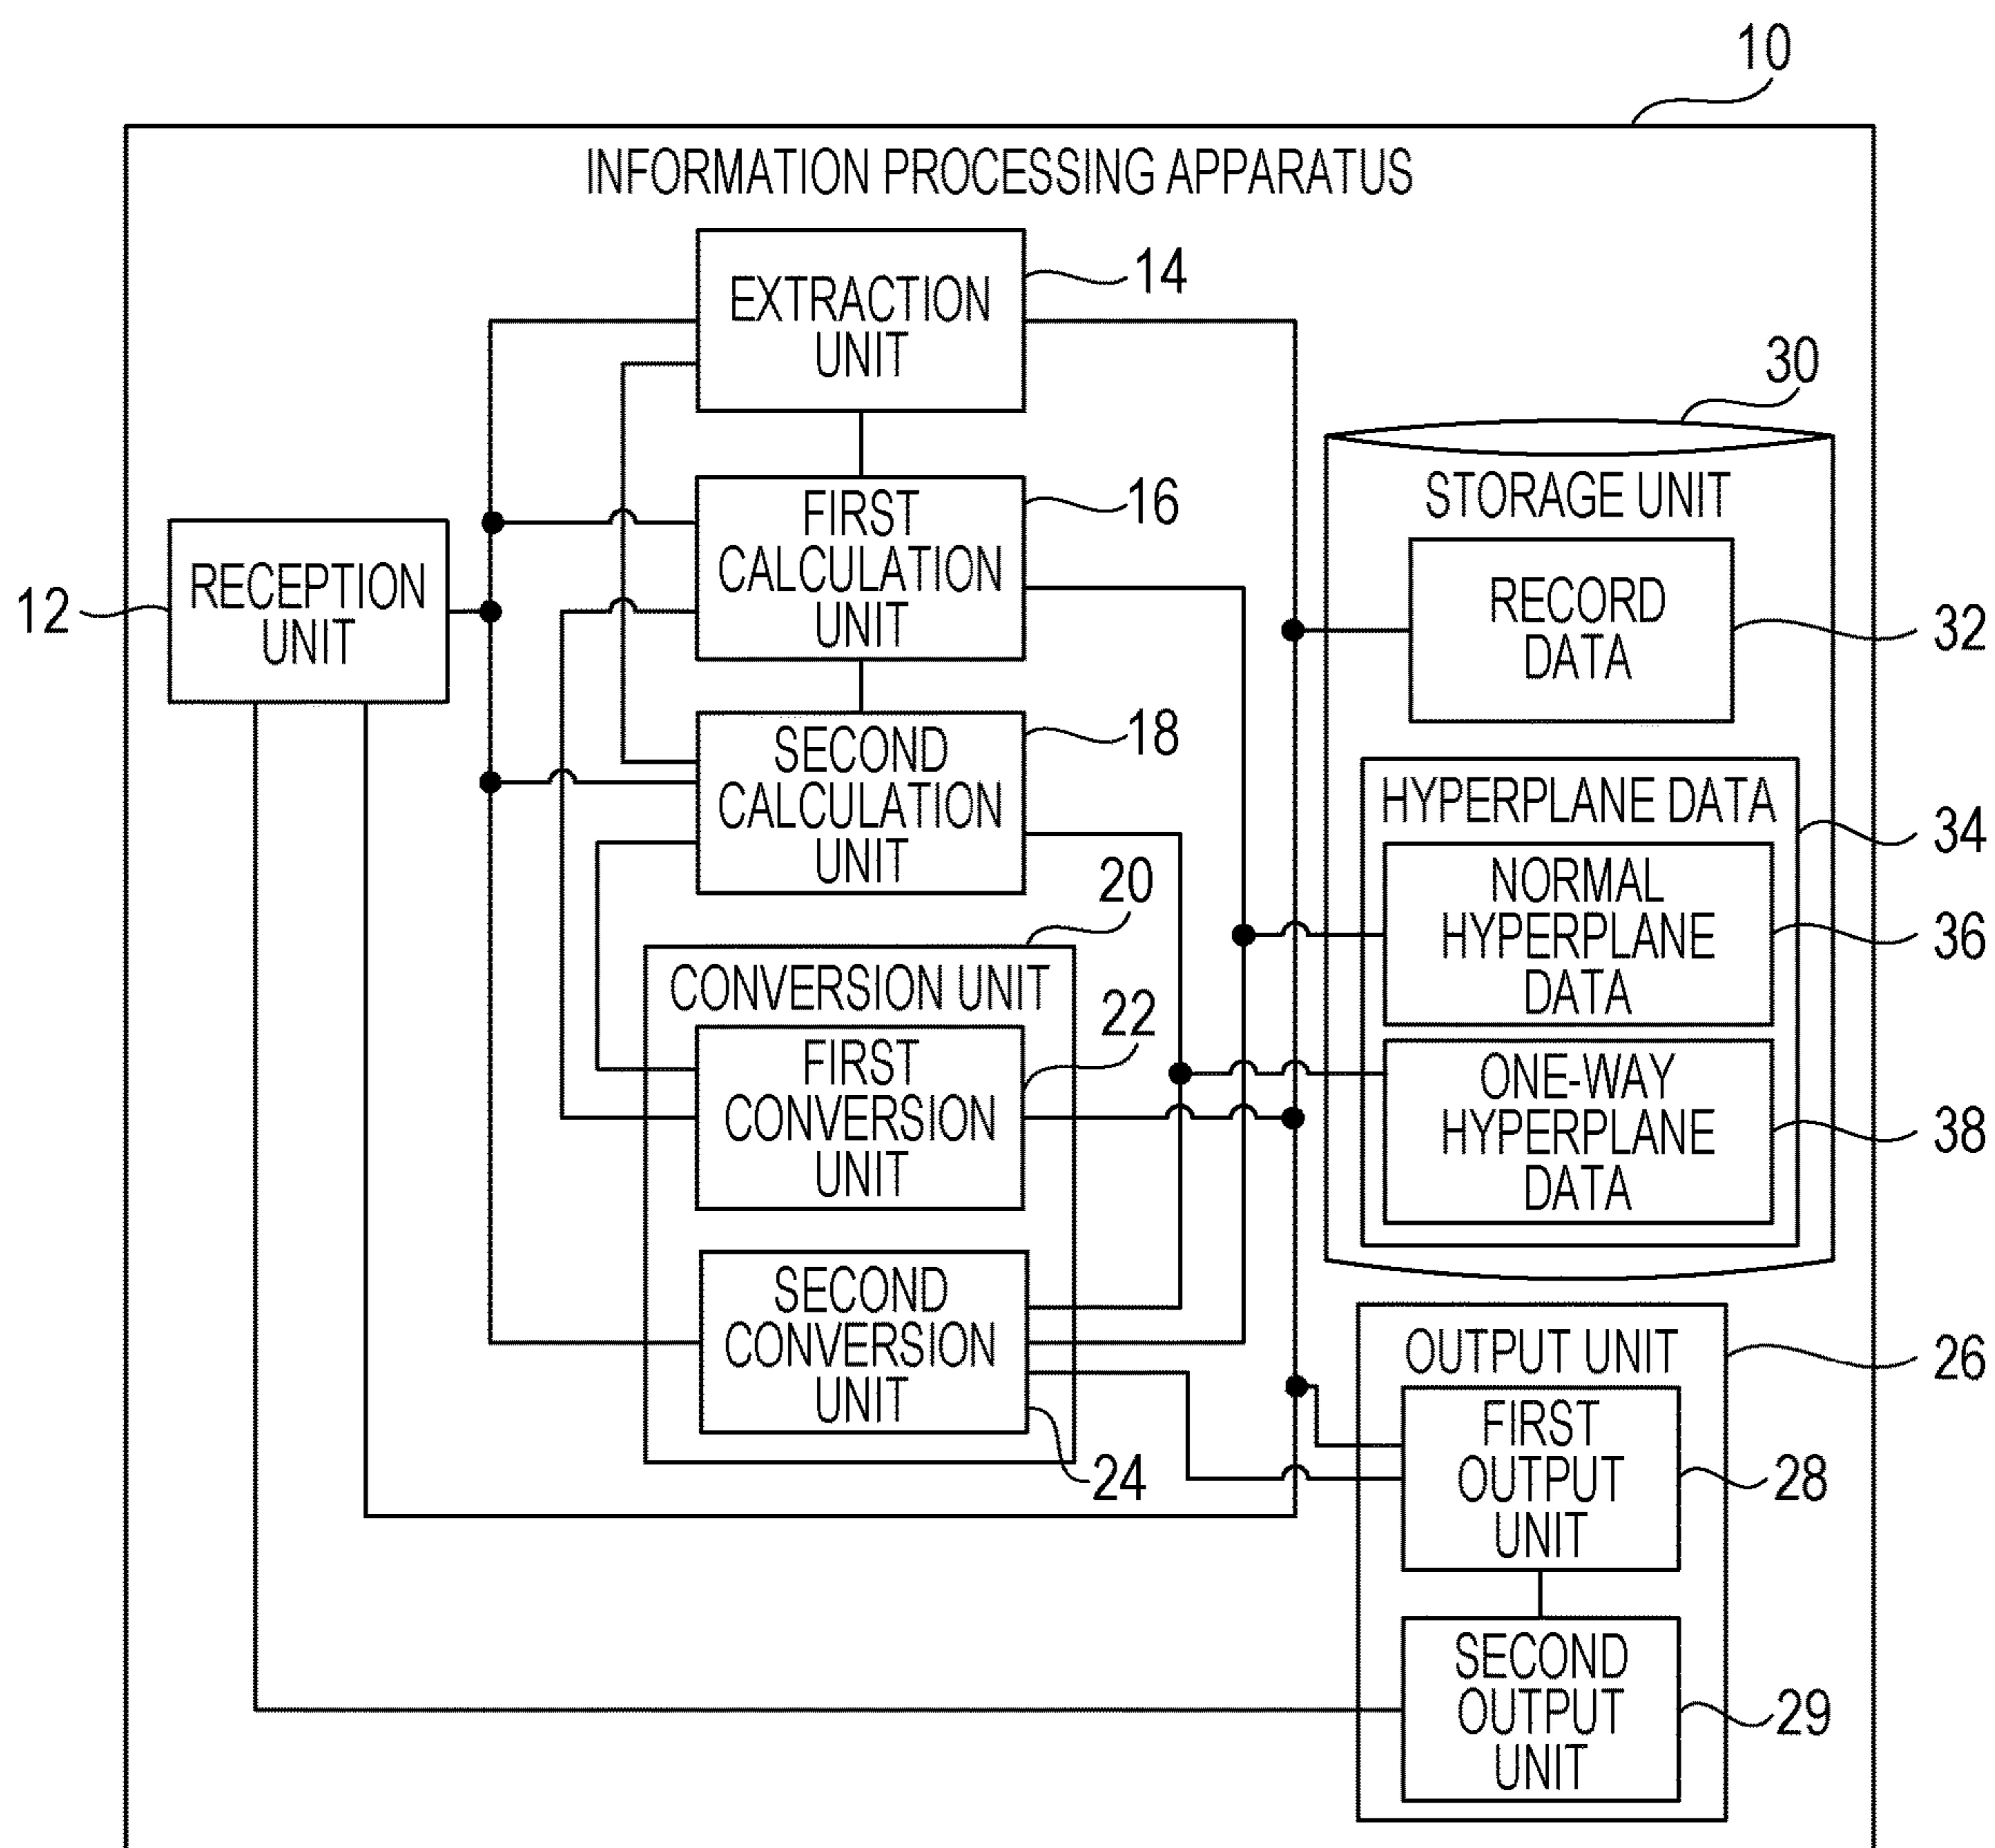 10
INFORMATION PROCESSING APPARATUS
EXTRACTION
UNIT
14
30
STORAGE UNIT
FIRST
CALCULATION
UNIT
16
RECEPTION
UNIT
12
RECORD
DATA
32
SECOND
CALCULATION
UNIT
18
HYPERPLANE DATA
34
NORMAL
HYPERPLANE
DATA
36
20
CONVERSION UNIT
22
FIRST
CONVERSION
UNIT
ONE-WAY
HYPERPLANE
DATA
38
SECOND
CONVERSION
UNIT
24
OUTPUT UNIT
26
FIRST
OUTPUT
UNIT
28
SECOND
OUTPUT
UNIT
29